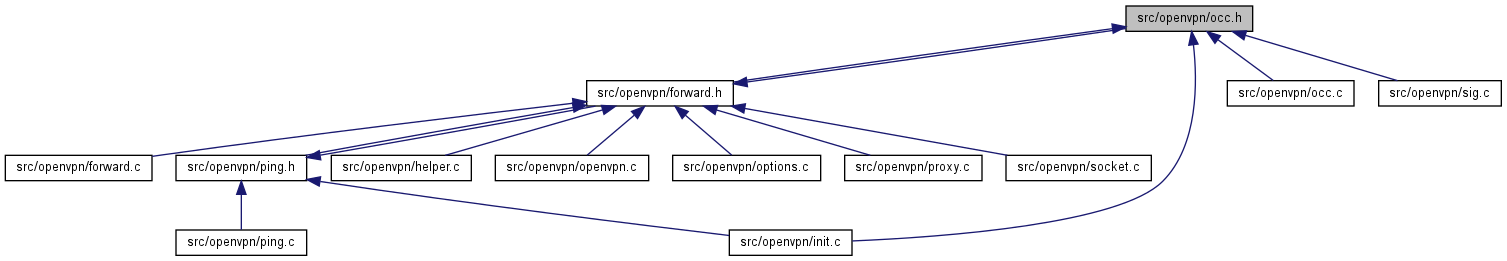 src/openvpn/occ.h
src/openvpn/forward.h
src/openvpn/occ.c
src/openvpn/sig.c
src/openvpn/forward.c
src/openvpn/ping.h
src/openvpn/helper.c
src/openvpn/openvpn.c
src/openvpn/options.c
src/openvpn/proxy.c
src/openvpn/socket.c
src/openvpn/ping.c
src/openvpn/init.c